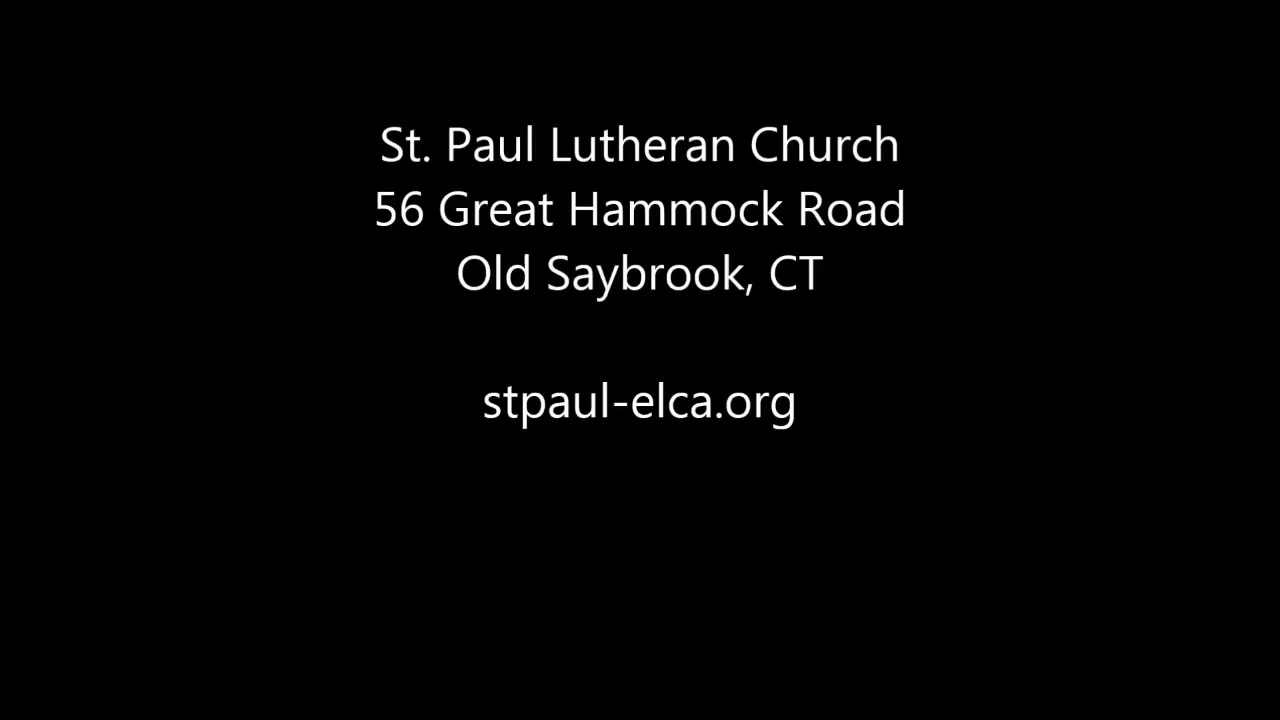 St. Paul Lutheran Church
56 Great Hammock Road
Old Saybrook, CT
stpaul-elca.org